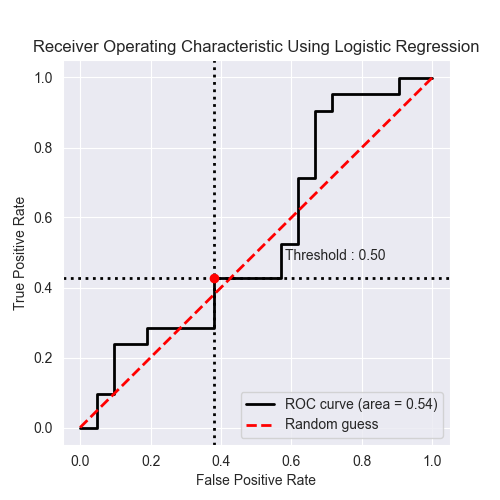 Receiver Operating Characteristic Using Logistic Regression
True Positive Rate
1.0
0.8
0.6
0.4
0.2
0.0
Threshold : 0.50
ROC curve (area = 0.54)
Random guess
0.0 0.2 0.4 0.6 0.8 1.0
False Positive Rate